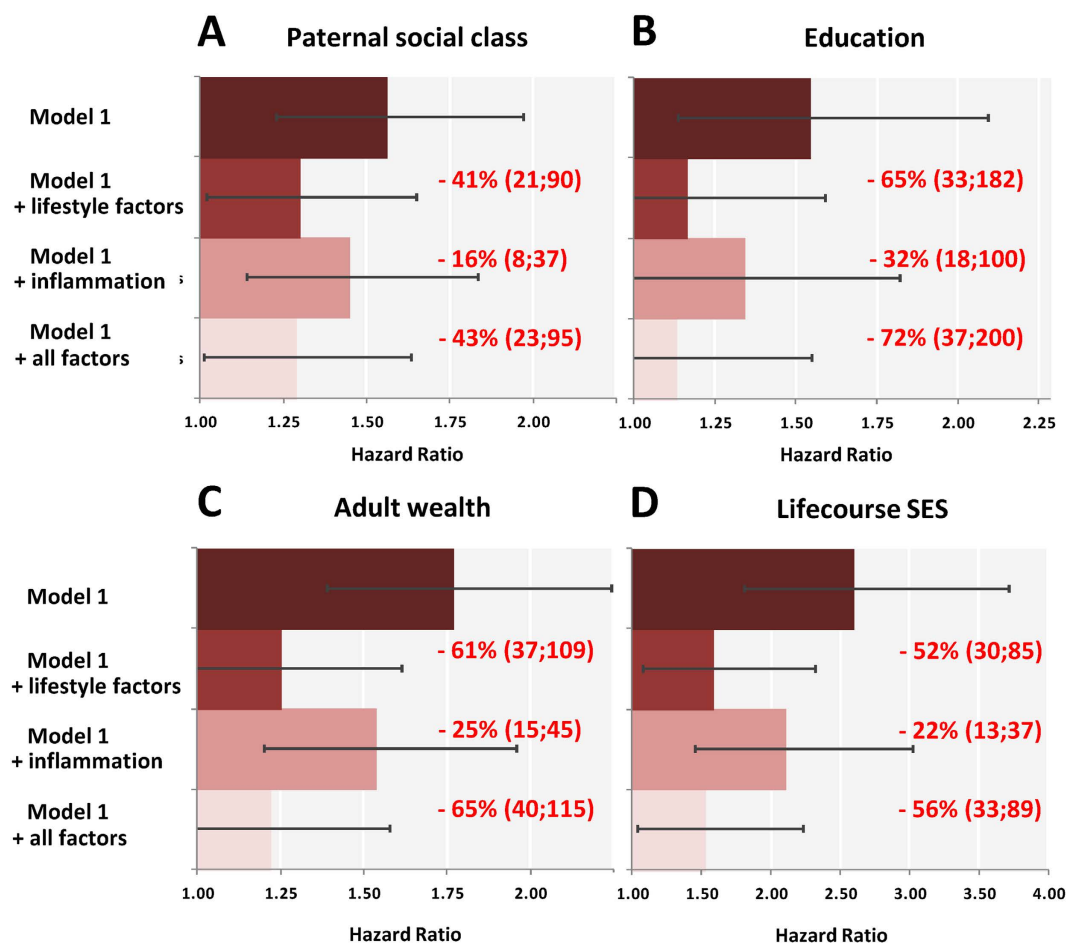 A Paternal social class
Model 1
Model 1
+ lifestyle factors
- 41% (21;90)
Model 1
+ inflammation s
- 16% (8;37)
Model 1
+ all factors s
- 43% (23;95)
1.00 1.25 1.50 1.75 2.00
Hazard Ratio
B Education
- 65% (33;182)
- 32% (18;100)
- 72% (37;200)
1.00 1.25 1.50 1.75 2.00 2.25
Hazard Ratio
C Adult wealth
Model 1
Model 1
+ lifestyle factors
- 61% (37;109)
Model 1
+ inflammation
- 25% (15;45)
Model 1
+ all factors
- 65% (40;115)
1.00 1.25 1.50 1.75 2.00
Hazard Ratio
D Lifecourse SES
- 52% (30;85)
- 22% (13;37)
- 56% (33;89)
1.00 1.50 2.00 2.50 3.00 3.50 4.00
Hazard Ratio